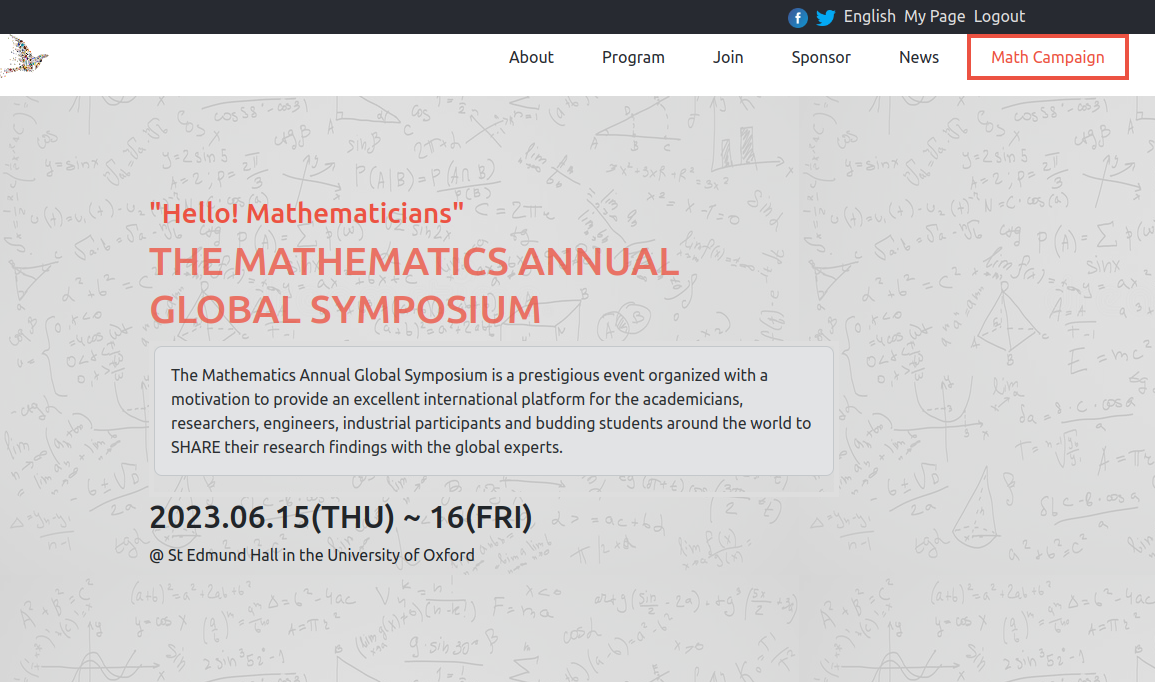 English My Page Logout
About Program Join Sponsor News Math Campaign
"Hello! Mathematicians"
THE MATHEMATICS ANNUAL
GLOBAL SYMPOSIUM
The Mathematics Annual Global Symposium is a prestigious event organized with a
motivation to provide an excellent international platform for the academicians,
researchers, engineers, industrial participants and budding students around the world to
SHARE their research findings with the global experts.
2023.06.15(THU) ~ 16(FRI)
@ St Edmund Hall in the University of Oxford